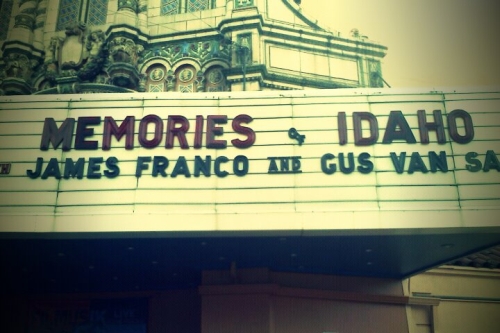 MEMORIES & IDAHO
H JAMES FRANCO AND GUS VAN SA